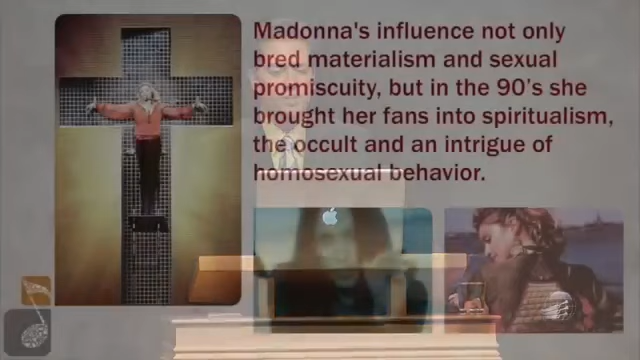 Madonna's influence not only
bred materialism and sexual
promiscuity, but in the 90's she
brought her fans into spiritualism,
the occult and an intrigue of
homosexual behavior.